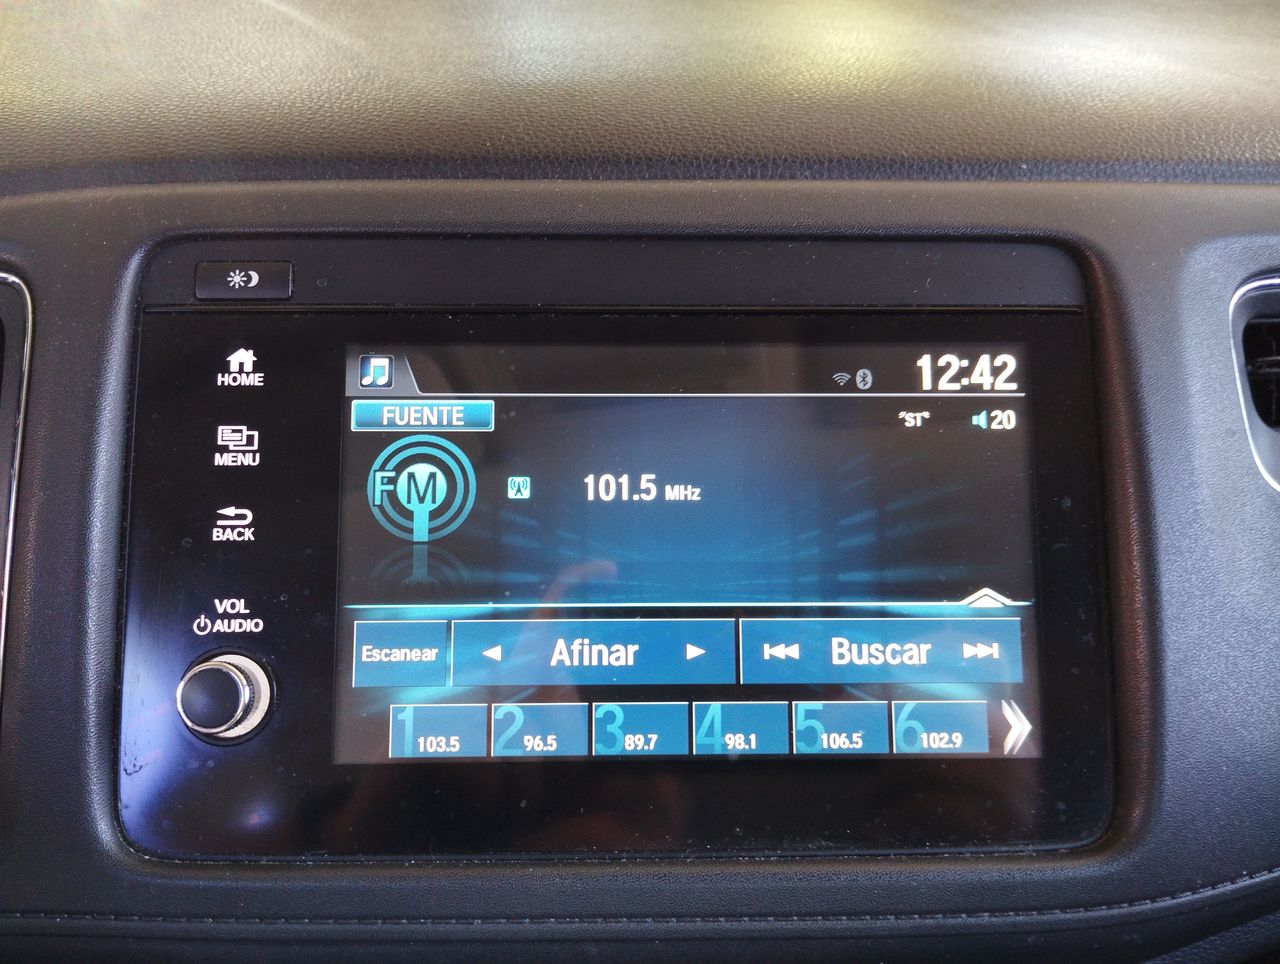 HOME
MENU
BACK
VOL
AUDIO
12:42
FUENTE
"ST"
20
FM
101.5 MHz
Escanear
Afinar
Buscar
1 103.5
2 96.5
3 89.7
4 98.1
5 106.5
6 102.9